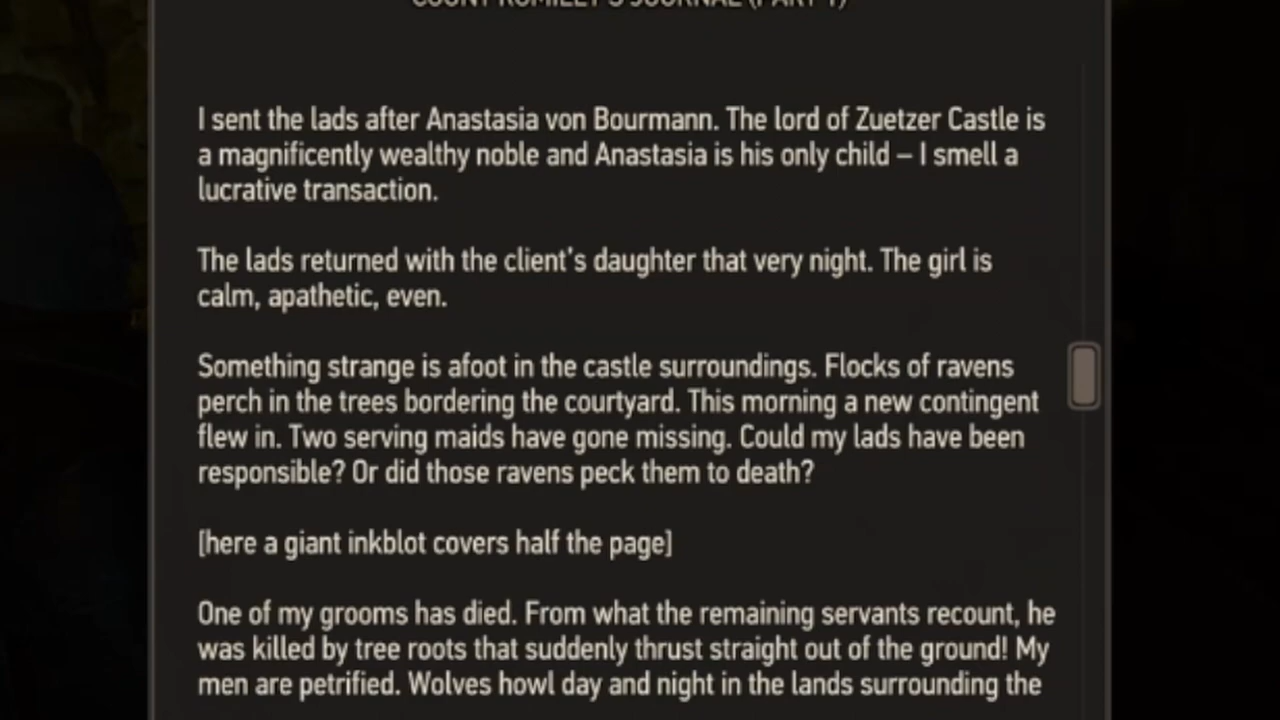 COUNT ROMILLY'S JOURNAL (PART 1)
I sent the lads after Anastasia von Bourmann. The lord of Zuetzer Castle is
a magnificently wealthy noble and Anastasia is his only child – I smell a
lucrative transaction.
The lads returned with the client's daughter that very night. The girl is
calm, apathetic, even.
Something strange is afoot in the castle surroundings. Flocks of ravens
perch in the trees bordering the courtyard. This morning a new contingent
flew in. Two serving maids have gone missing. Could my lads have been
responsible? Or did those ravens peck them to death?
[here a giant inkblot covers half the page]
One of my grooms has died. From what the remaining servants recount, he
was killed by tree roots that suddenly thrust straight out of the ground! My
men are petrified. Wolves howl day and night in the lands surrounding the